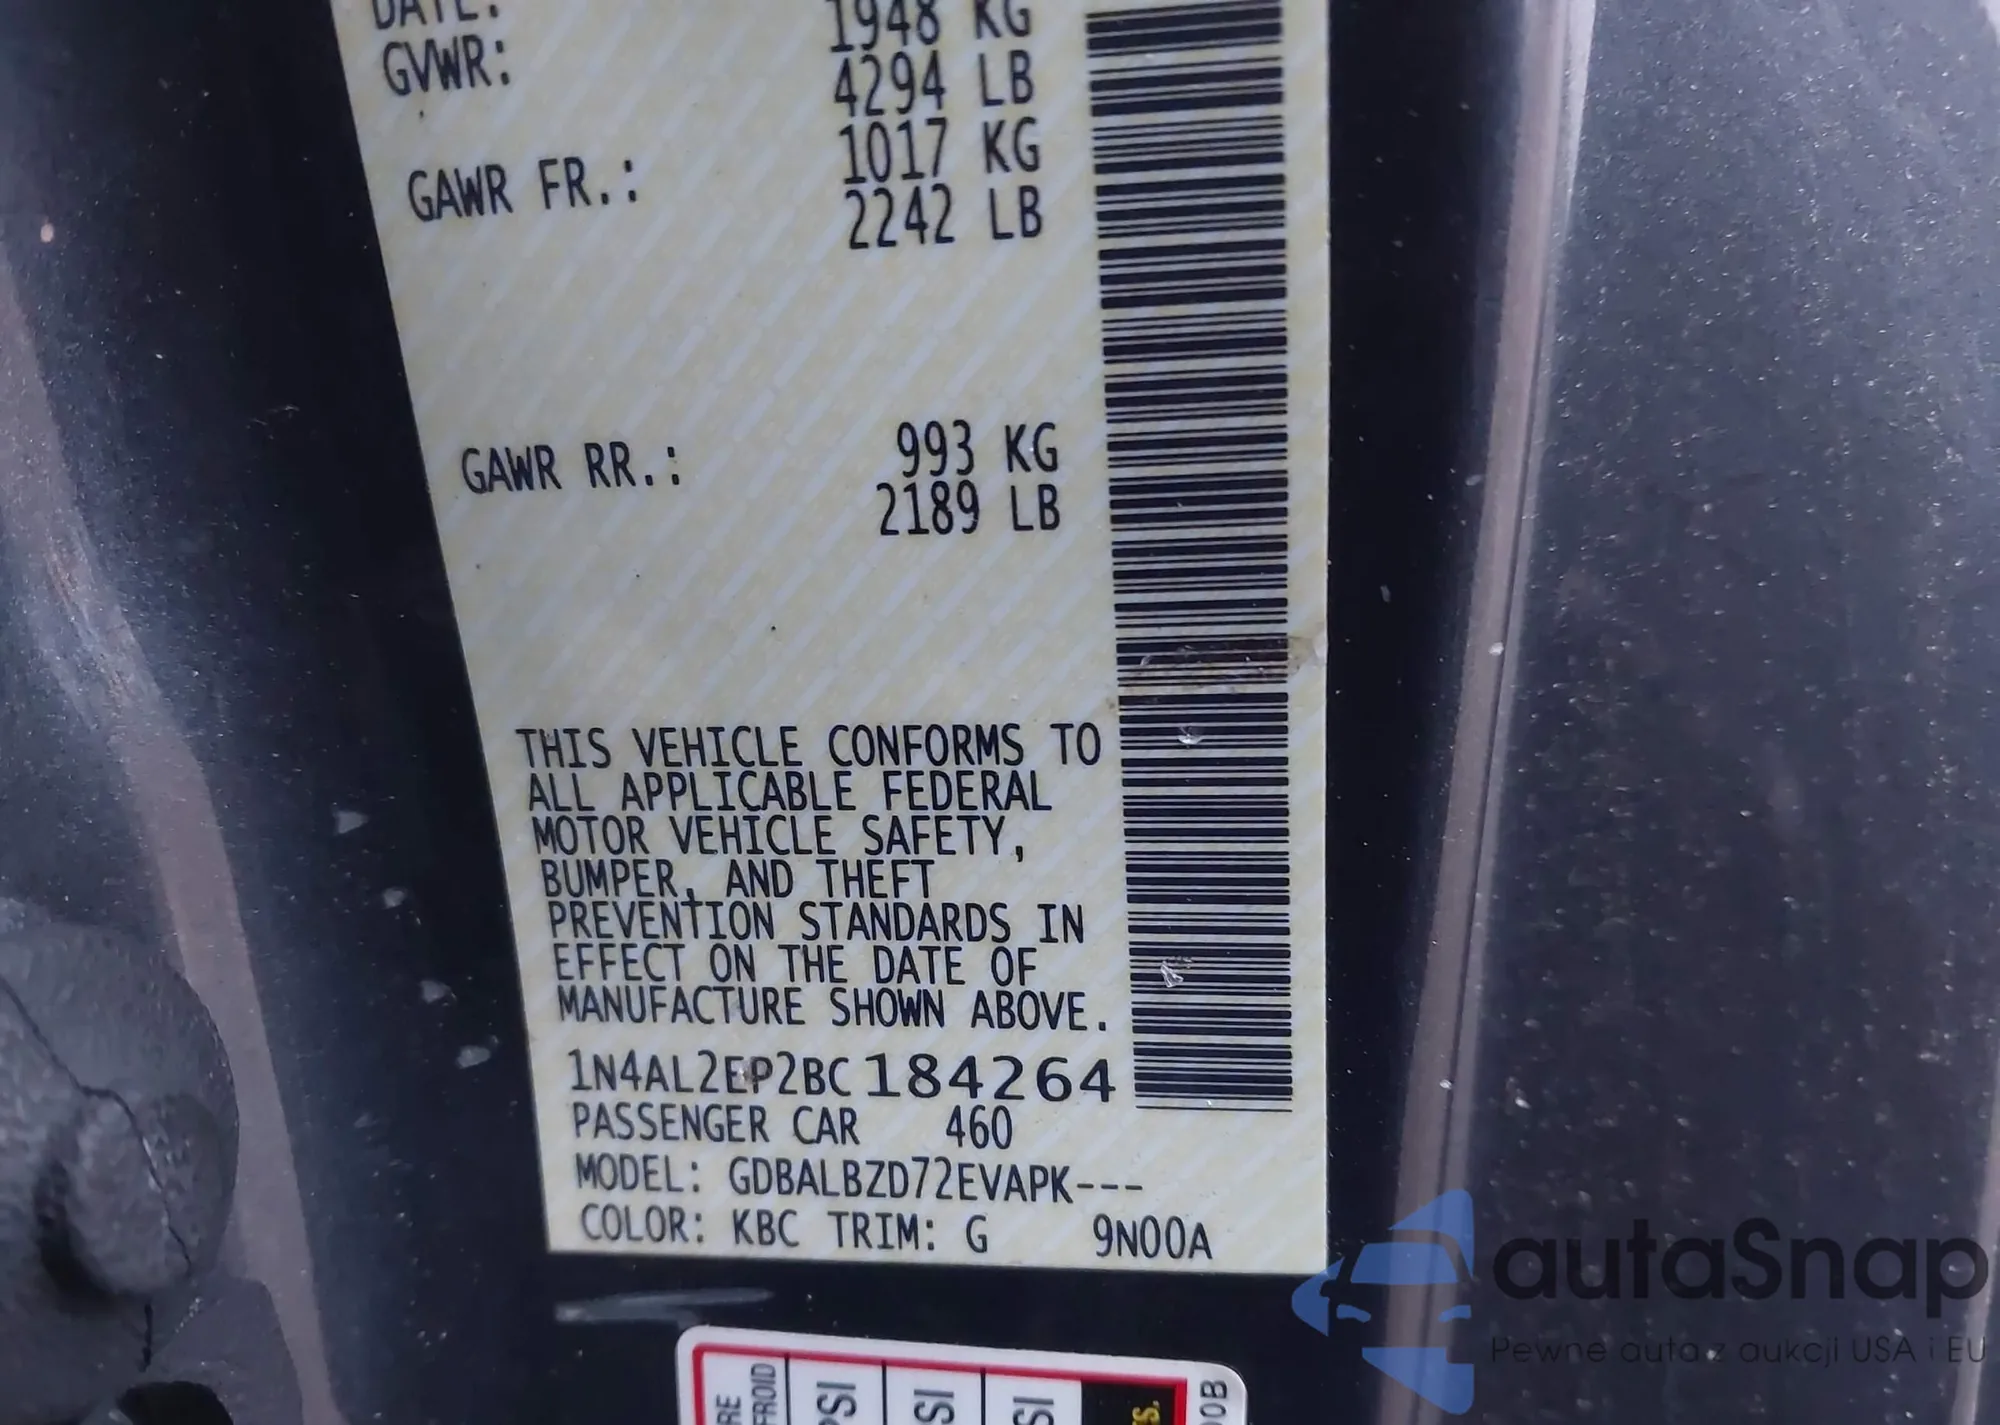 DATE: 1948 KG
GVWR: 4294 LB
1017 KG
GAWR FR.: 2242 LB
993 KG
GAWR RR.: 2189 LB
THIS VEHICLE CONFORMS TO
ALL APPLICABLE FEDERAL
MOTOR VEHICLE SAFETY,
BUMPER, AND THEFT
PREVENTION STANDARDS IN
EFFECT ON THE DATE OF
MANUFACTURE SHOWN ABOVE.
1N4AL2EP2BC184264
PASSENGER CAR 460
MODEL: GDBALBZD72EVAPK---
COLOR: KBC TRIM: G 9N00A
autaSnap
Pewne auta z aukcji USA i EU
PSI